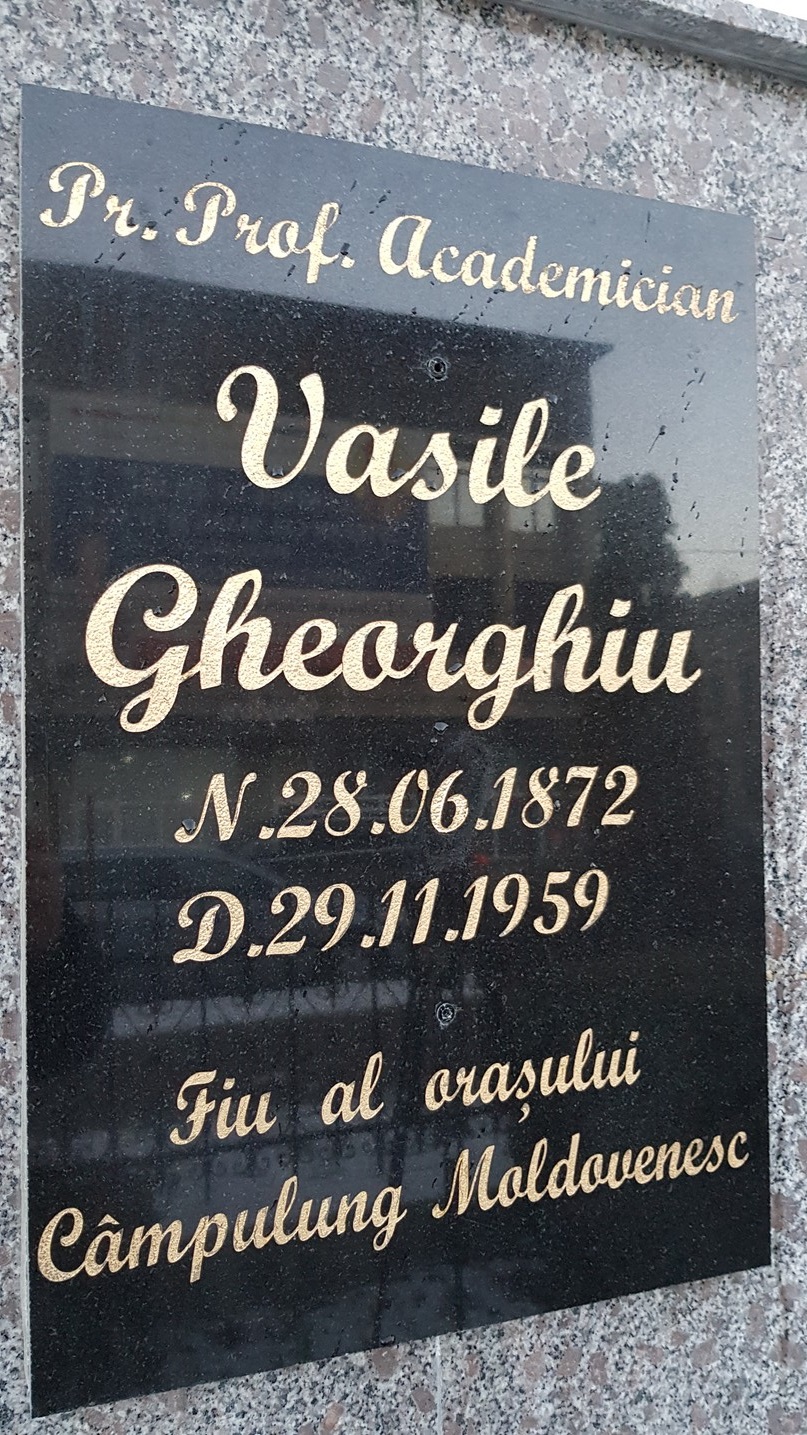 Pr. Prof. Academician
Vasile
Gheorghiu
N.28.06.1872
D.29.11.1959
Fiu al orașului
Câmpulung Moldovenesc